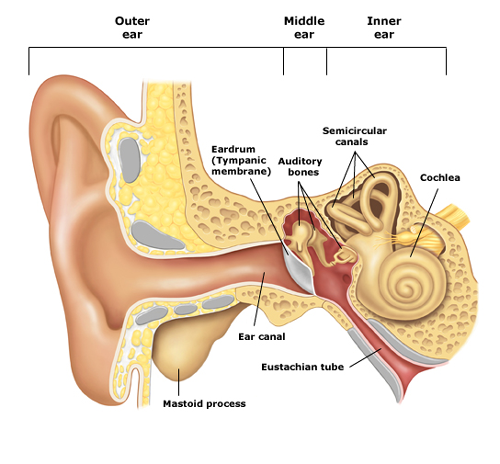 Outer
ear
Middle
ear
Inner
ear
Semicircular
canals
Eardrum
(Tympanic
membrane)
Auditory
bones
Cochlea
Ear canal
Eustachian tube
Mastoid process